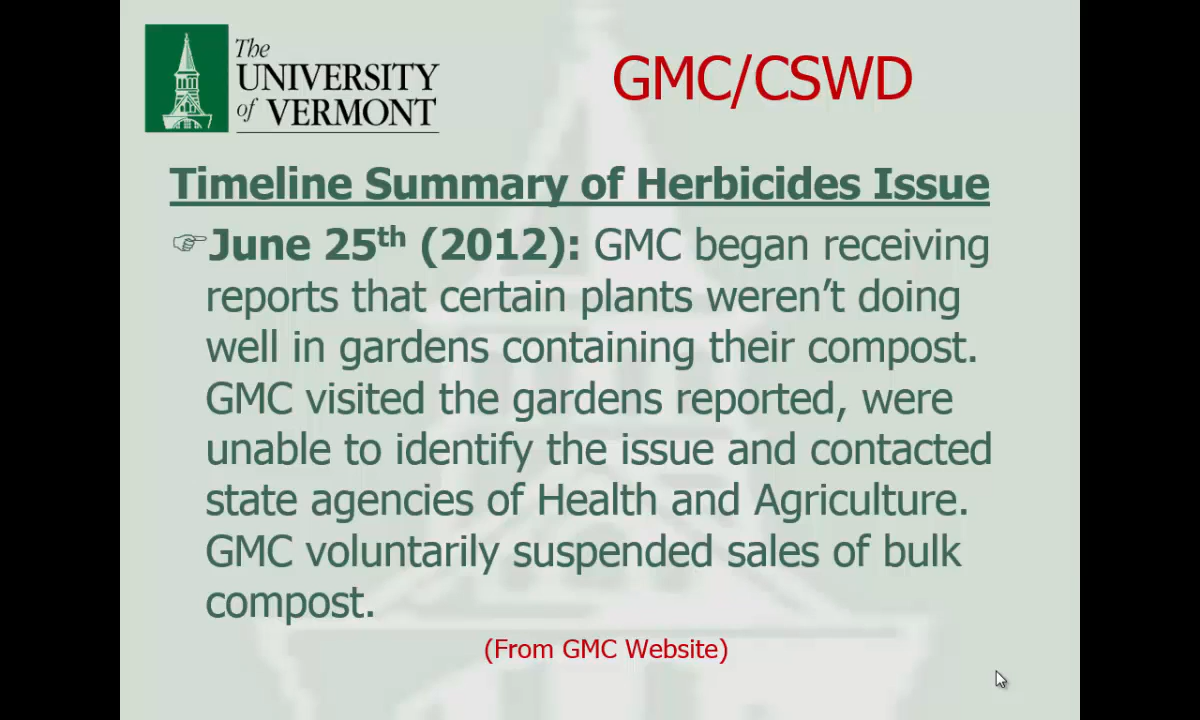 The
UNIVERSITY
of VERMONT
GMC/CSWD
Timeline Summary of Herbicides Issue
☞June 25th (2012): GMC began receiving
reports that certain plants weren’t doing
well in gardens containing their compost.
GMC visited the gardens reported, were
unable to identify the issue and contacted
state agencies of Health and Agriculture.
GMC voluntarily suspended sales of bulk
compost.
(From GMC Website)